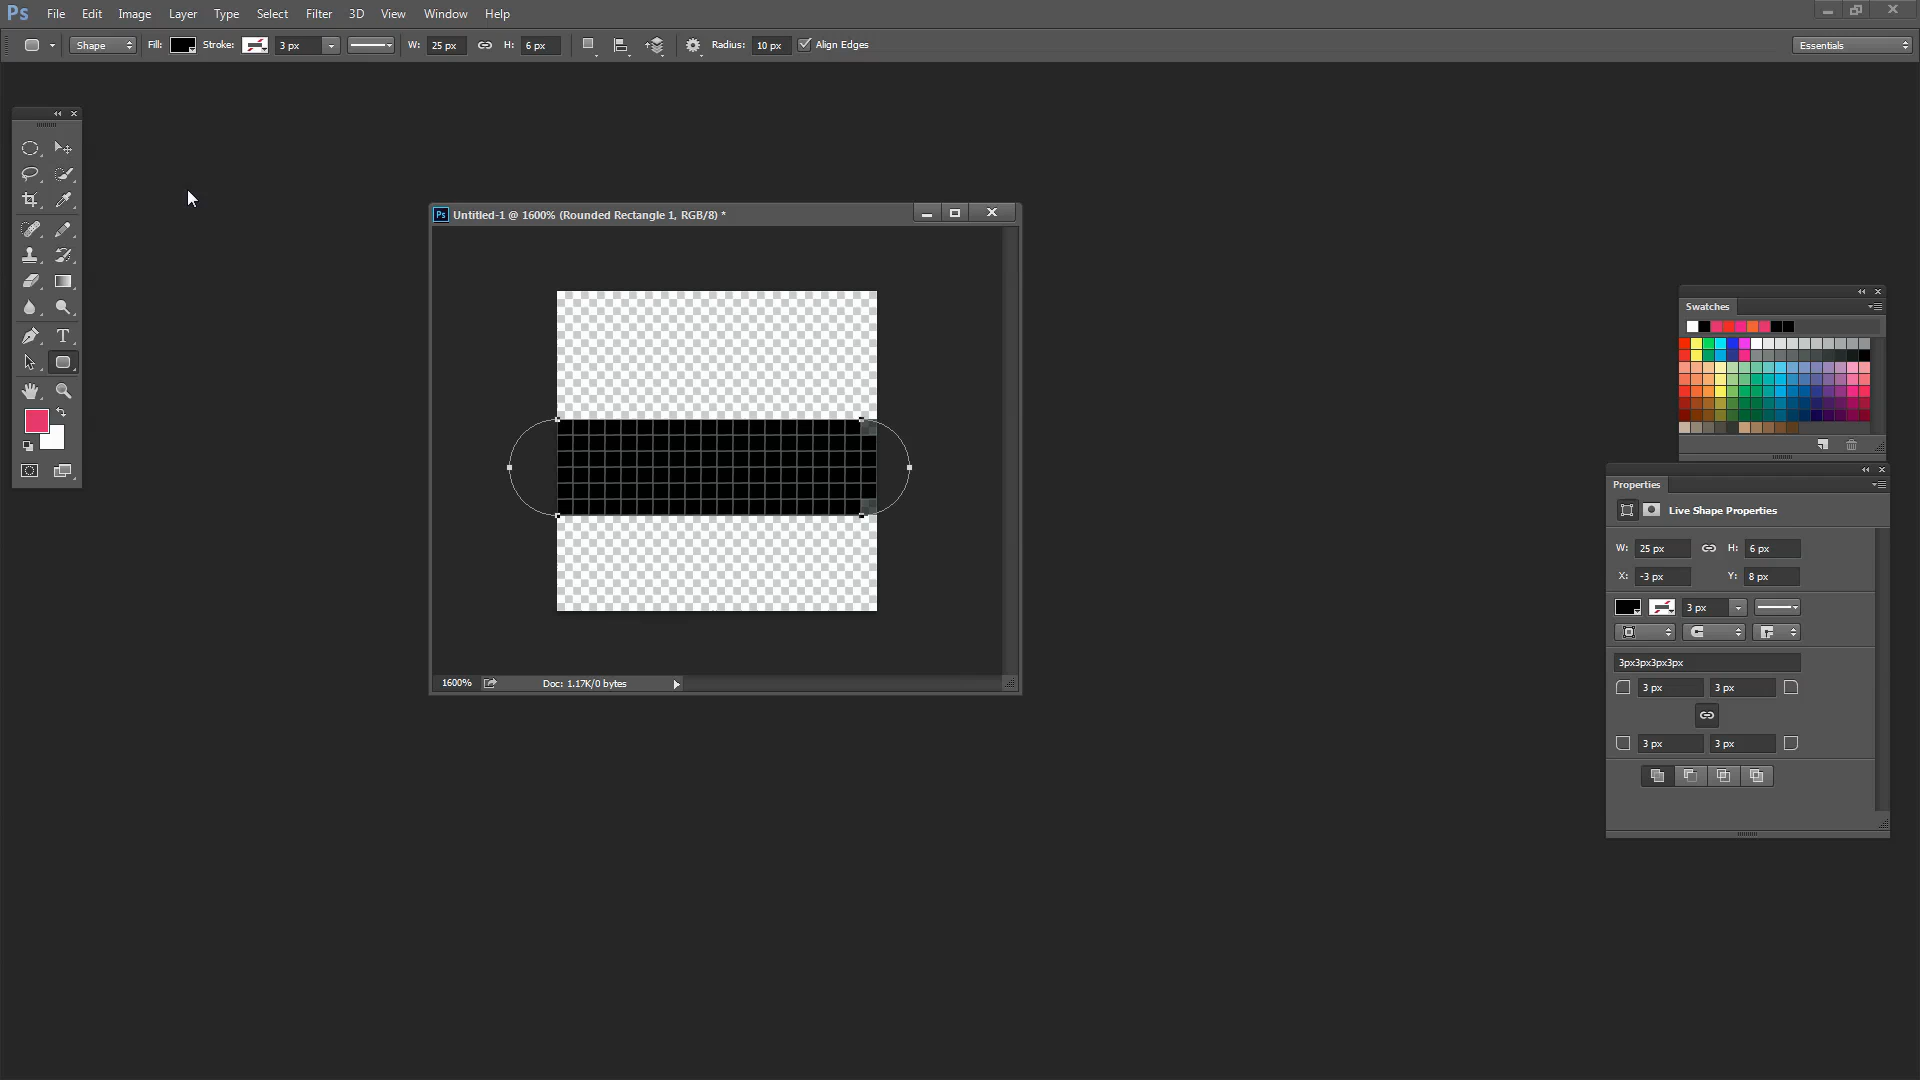 Ps File Edit Image Layer Type Select Filter 3D View Window Help
Shape Fill: Stroke: 3 px W: 25 px H: 6 px Radius: 10 px Align Edges Essentials
Ps Untitled-1 @ 1600% (Rounded Rectangle 1, RGB/8) *
Swatches
T
Properties
Live Shape Properties
W: 25 px H: 6 px
X: -3 px Y: 8 px
3 px
3px3px3px3px
3 px 3 px
1600% Doc: 1.17K/0 bytes
3 px 3 px